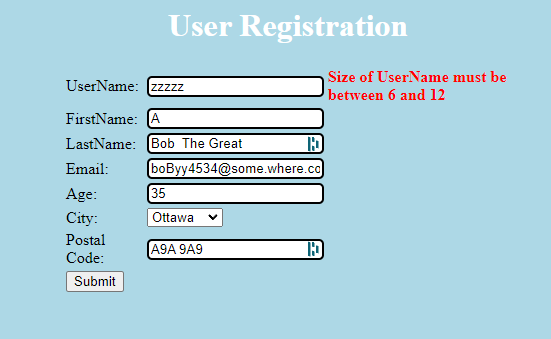 User Registration
UserName: zzzzz Size of UserName must be
between 6 and 12
FirstName: A
LastName: Bob  The Great
Email: boByy4534@some.where.co
Age: 35
City: Ottawa
Postal
Code: A9A 9A9
Submit